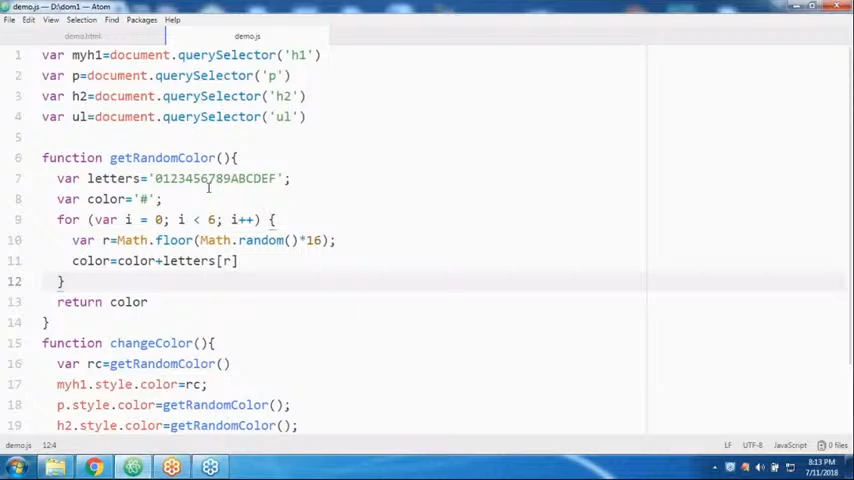 demo.js — D:\dom1 — Atom
File Edit View Selection Find Packages Help
demo.html demo.js
1 var myh1=document.querySelector('h1')
2 var p=document.querySelector('p')
3 var h2=document.querySelector('h2')
4 var ul=document.querySelector('ul')
5
6 function getRandomColor(){
7 var letters='0123456789ABCDEF';
8 var color='#';
9 for (var i = 0; i < 6; i++) {
10 var r=Math.floor(Math.random()*16);
11 color=color+letters[r]
12 }
13 return color
14 }
15 function changeColor(){
16 var rc=getRandomColor()
17 myh1.style.color=rc;
18 p.style.color=getRandomColor();
19 h2.style.color=getRandomColor();
demo.js 12:4 LF UTF-8 JavaScript 0 files
8:13 PM
7/11/2018